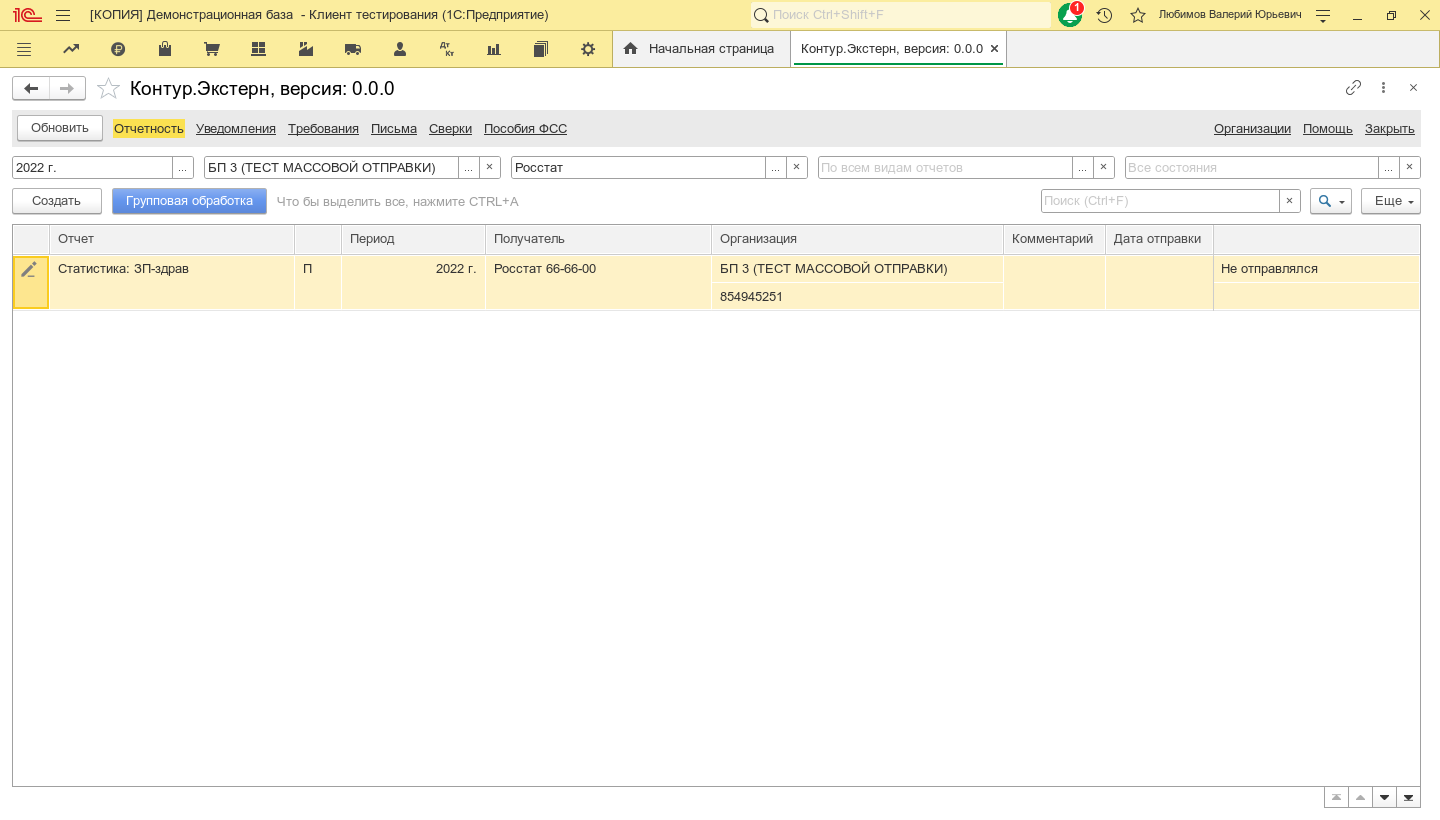 [КОПИЯ] Демонстрационная база - Клиент тестирования (1С:Предприятие)
Поиск Ctrl+Shift+F
1
Любимов Валерий Юрьевич
Дт Кт
Начальная страница
Контур.Экстерн, версия: 0.0.0
Контур.Экстерн, версия: 0.0.0
Обновить
Отчетность
Уведомления
Требования
Письма
Сверки
Пособия ФСС
Организации
Помощь
Закрыть
2022 г.
БП 3 (ТЕСТ МАССОВОЙ ОТПРАВКИ)
Росстат
По всем видам отчетов
Все состояния
Создать
Групповая обработка
Что бы выделить все, нажмите CTRL+A
Поиск (Ctrl+F)
Еще
Отчет
Период
Получатель
Организация
Комментарий
Дата отправки
Статистика: ЗП-здрав
П
2022 г.
Росстат 66-66-00
БП 3 (ТЕСТ МАССОВОЙ ОТПРАВКИ)
Не отправлялся
854945251